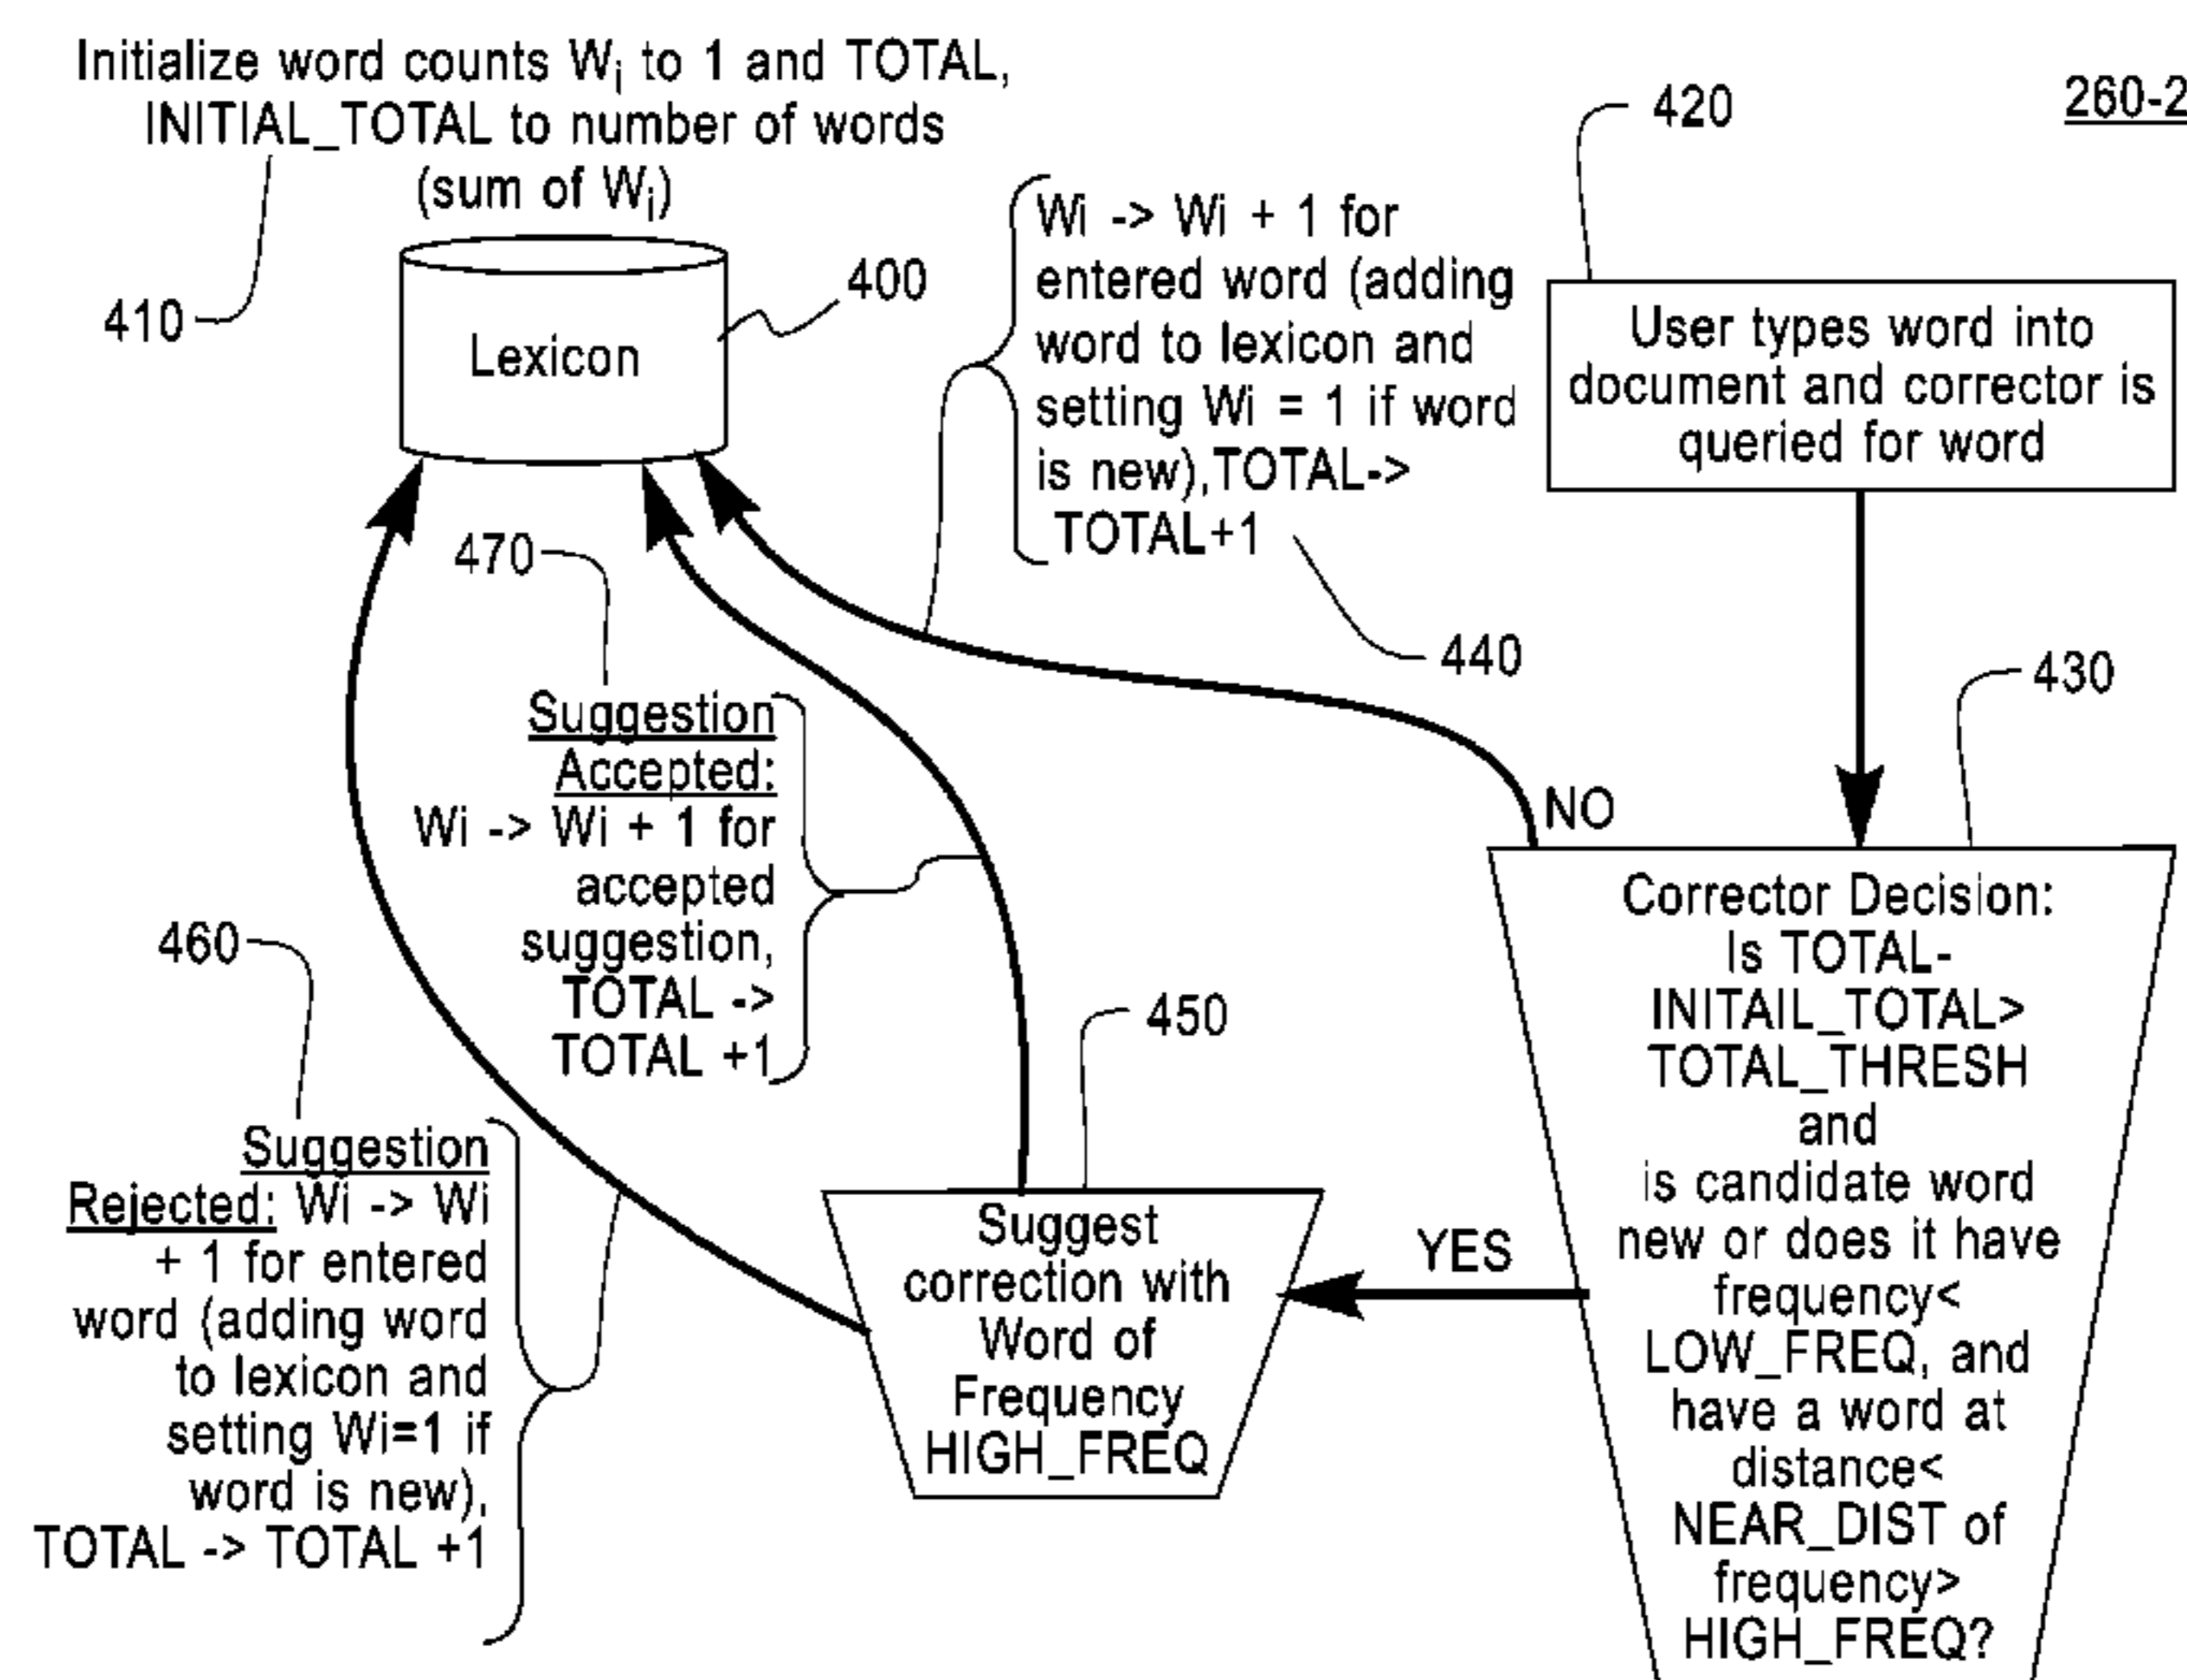 Initialize word counts Wi to 1 and TOTAL,
INITIAL_TOTAL to number of words
(sum of Wi)
410
Lexicon
400
Wi -> Wi + 1 for
entered word (adding
word to lexicon and
setting Wi = 1 if word
is new),TOTAL->
TOTAL+1
440
420
260-2
User types word into
document and corrector is
queried for word
430
NO
Corrector Decision:
Is TOTAL-
INITAIL_TOTAL>
TOTAL_THRESH
and
is candidate word
new or does it have
frequency<
LOW_FREQ, and
have a word at
distance<
NEAR_DIST of
frequency>
HIGH_FREQ?
YES
450
Suggest
correction with
Word of
Frequency
HIGH_FREQ
470
Suggestion
Accepted:
Wi -> Wi + 1 for
accepted
suggestion,
TOTAL ->
TOTAL +1
460
Suggestion
Rejected: Wi -> Wi
+ 1 for entered
word (adding word
to lexicon and
setting Wi=1 if
word is new),
TOTAL -> TOTAL +1